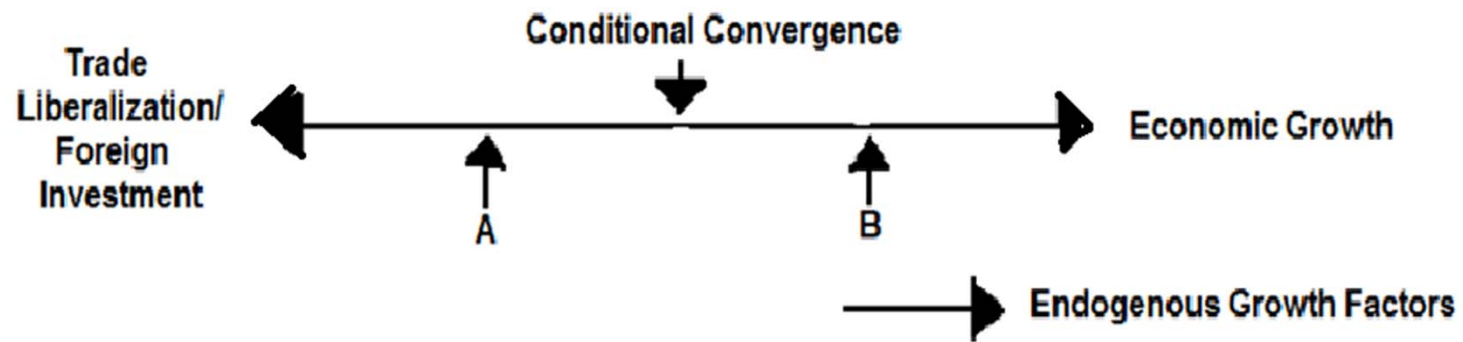 Conditional Convergence
Trade
Liberalization/
Foreign
Investment
Economic Growth
A
B
Endogenous Growth Factors